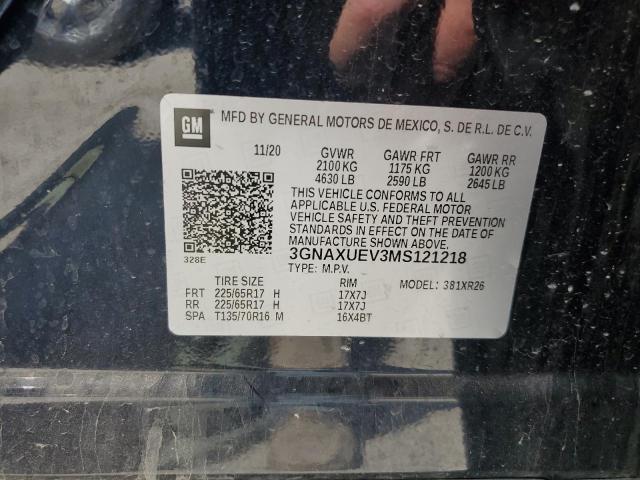 GM
MFD BY GENERAL MOTORS DE MEXICO, S. DE R.L. DE C.V.
11/20 GVWR GAWR FRT GAWR RR
2100 KG 1175 KG 1200 KG
4630 LB 2590 LB 2645 LB
THIS VEHICLE CONFORMS TO ALL
APPLICABLE U.S. FEDERAL MOTOR
VEHICLE SAFETY AND THEFT PREVENTION
STANDARDS IN EFFECT ON THE DATE OF
MANUFACTURE SHOWN ABOVE.
328E
3GNAXUEV3MS121218
TYPE: M.P.V. MODEL: 381XR26
TIRE SIZE RIM
FRT 225/65R17 H 17X7J
RR 225/65R17 H 17X7J
SPA T135/70R16 M 16X4BT